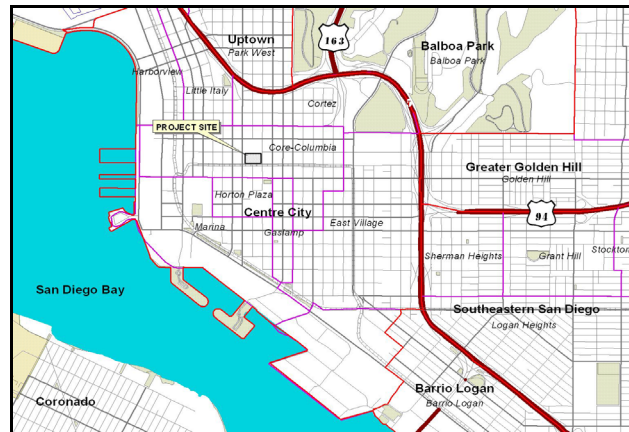 Uptown
Park West
163
Balboa Park
Balboa Park
Harborview
Little Italy
Cortez
PROJECT SITE
Core-Columbia
Greater Golden Hill
Golden Hill
Horton Plaza
Centre City
East Village
94
Marina
Gaslamp
Sherman Heights
Grant Hill
Stockton
San Diego Bay
Southeastern San Diego
Logan Heights
Barrio Logan
Barrio Logan
Coronado